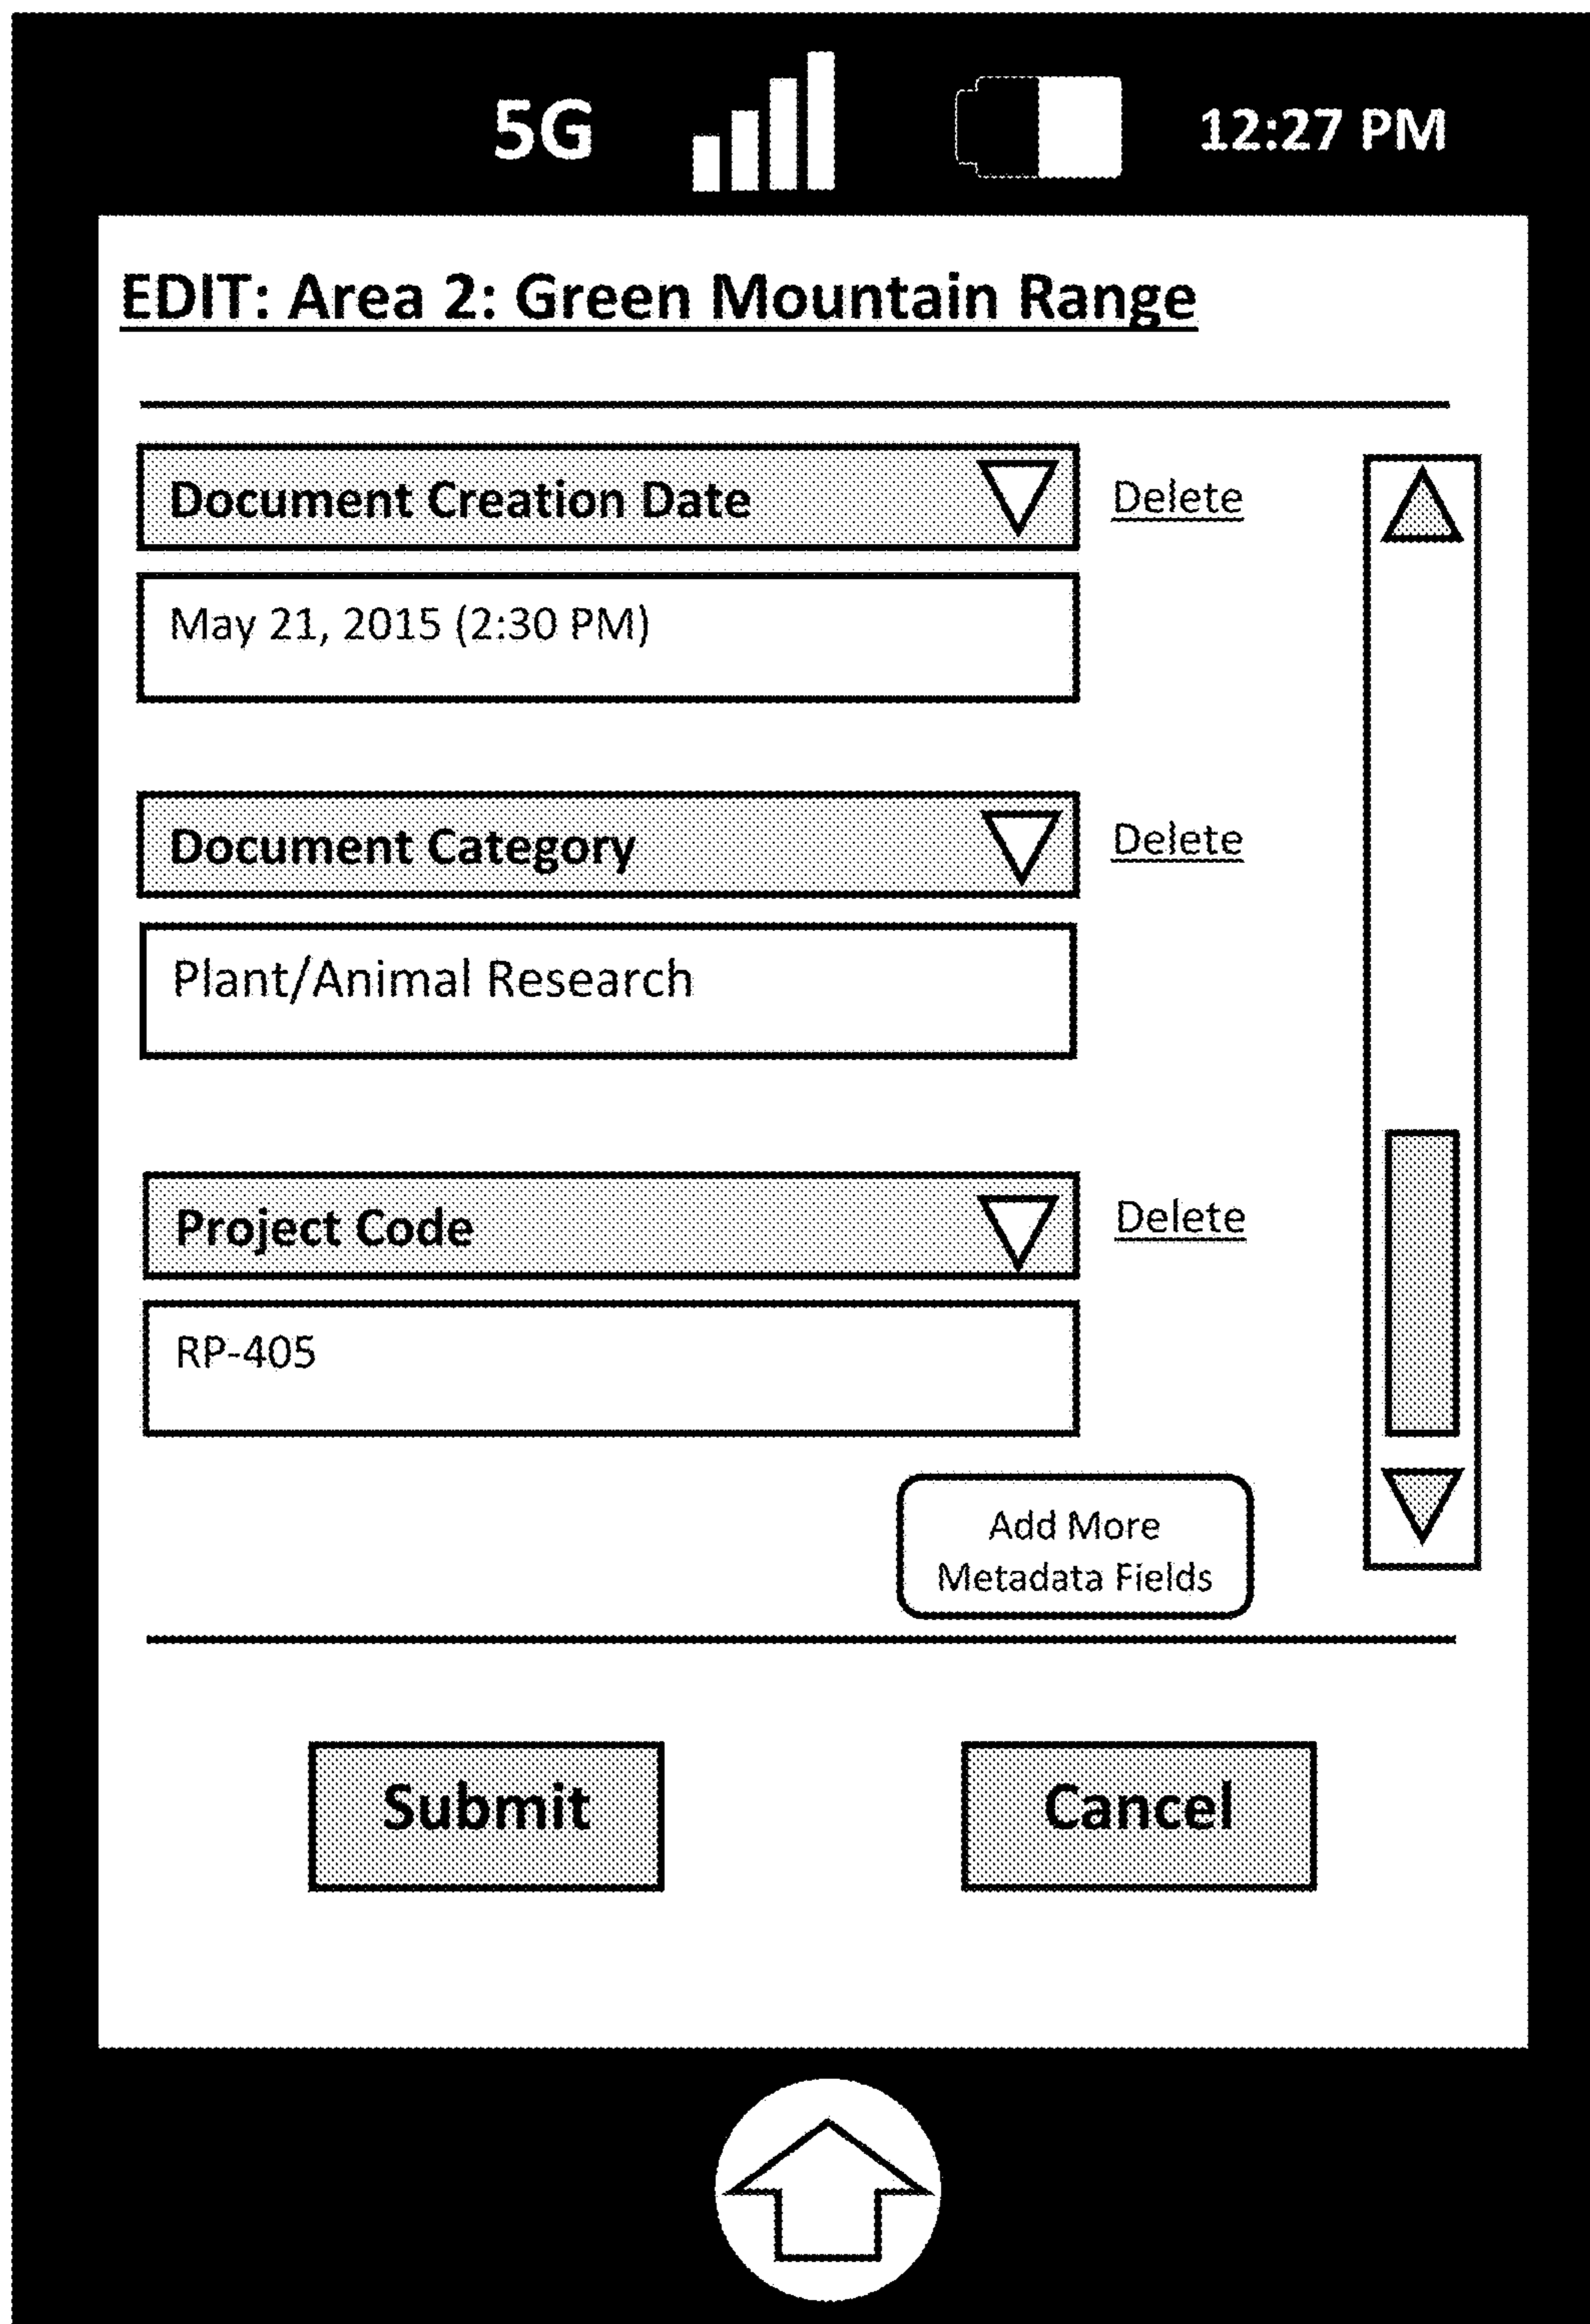 5G 12:27 PM
EDIT: Area 2: Green Mountain Range
Document Creation Date Delete
May 21, 2015 (2:30 PM)
Document Category Delete
Plant/Animal Research
Project Code Delete
RP-405
Add More
Metadata Fields
Submit Cancel